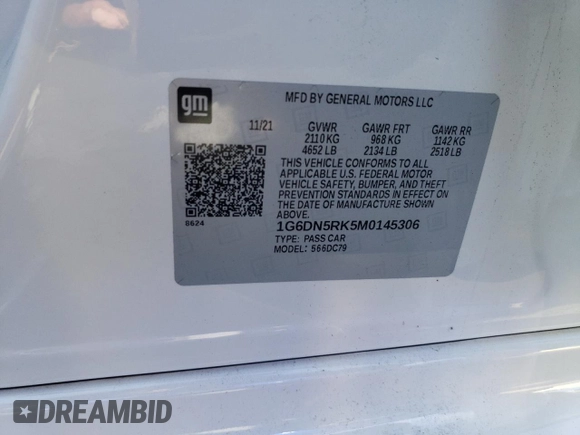 gm
MFD BY GENERAL MOTORS LLC
11/21 GVWR GAWR FRT GAWR RR
2110 KG 968 KG 1142 KG
4652 LB 2134 LB 2518 LB
THIS VEHICLE CONFORMS TO ALL
APPLICABLE U.S. FEDERAL MOTOR
VEHICLE SAFETY, BUMPER, AND THEFT
PREVENTION STANDARDS IN EFFECT ON
THE DATE OF MANUFACTURE SHOWN
ABOVE.
8624
1G6DN5RK5M0145306
TYPE: PASS CAR
MODEL: 566DC79
DREAMBID